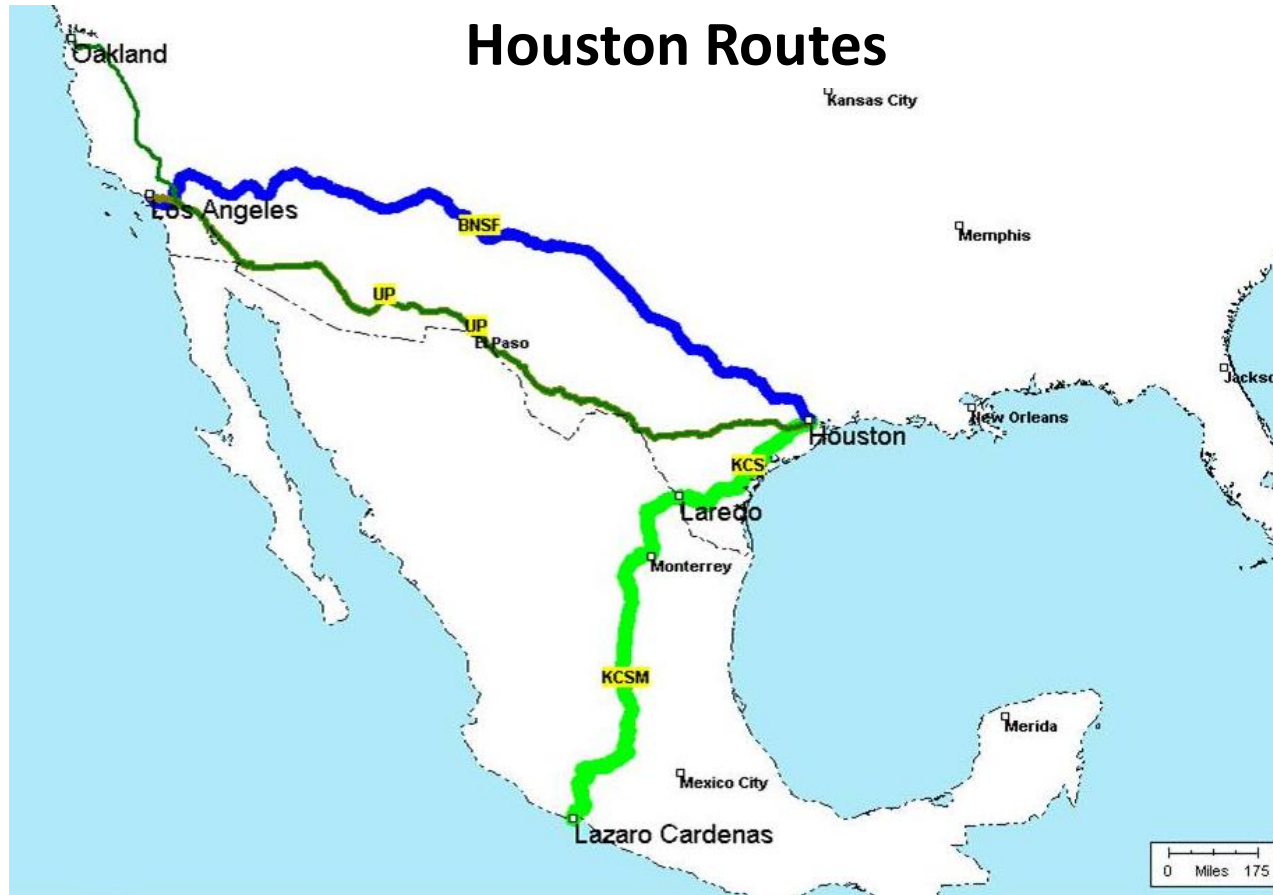 Houston Routes
Oakland
Kansas City
Los Angeles
BNSF
Memphis
UP
UP
El Paso
Jackso
New Orleans
Houston
KCS
Laredo
Monterrey
KCSM
Merida
Mexico City
Lazaro Cardenas
0 Miles 175